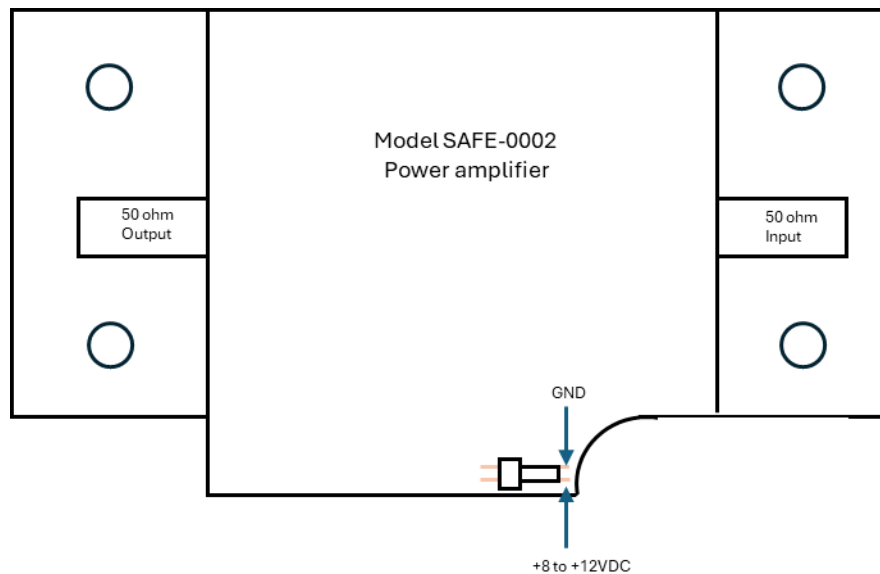 Model SAFE-0002
Power amplifier
50 ohm
Output
50 ohm
Input
GND
+8 to +12VDC